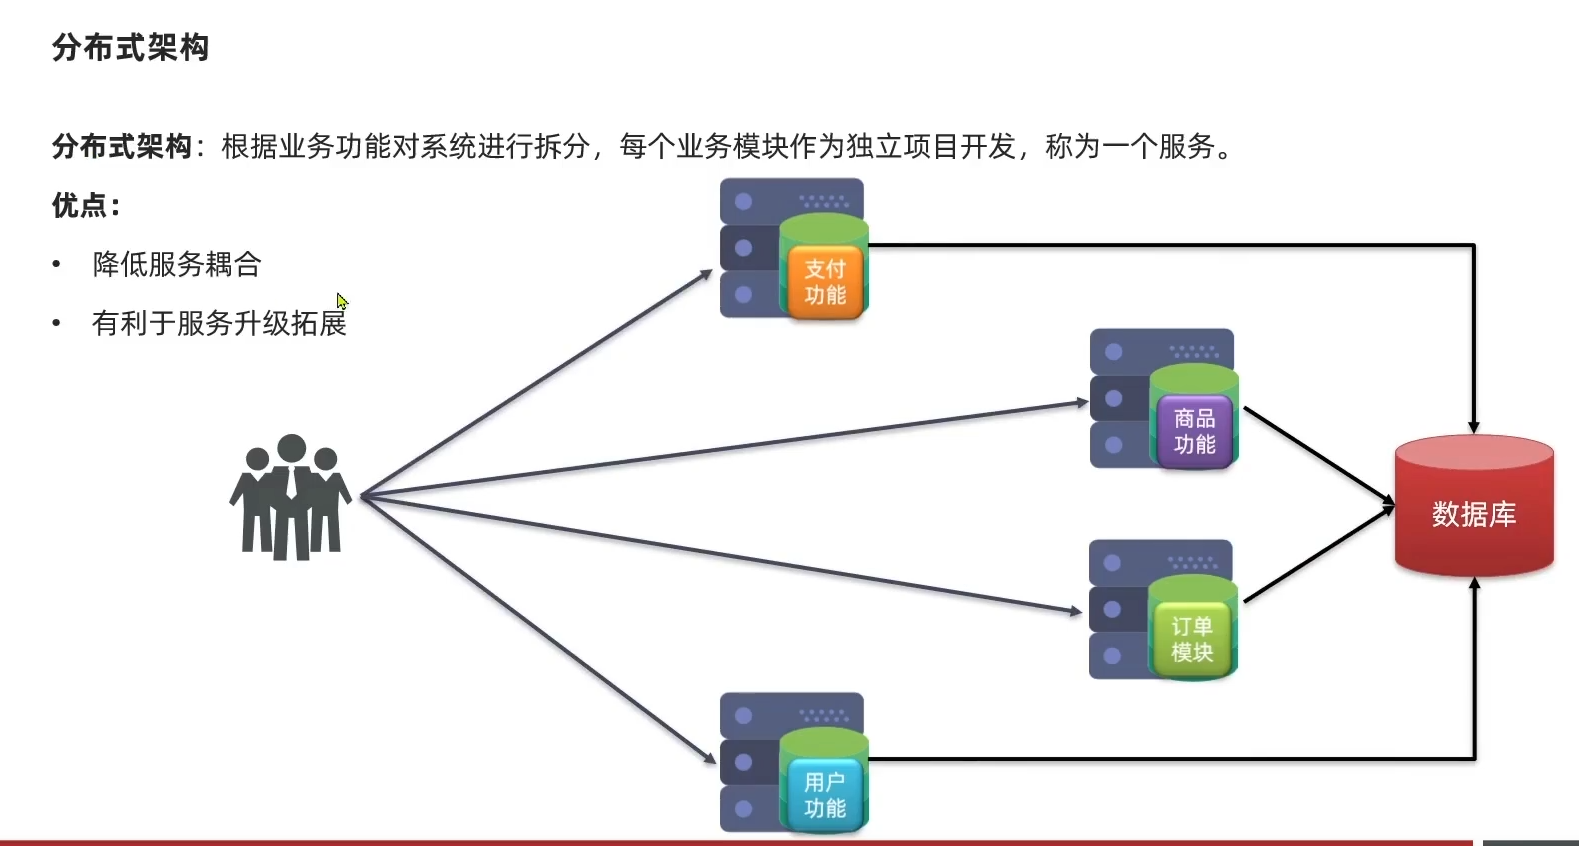 分布式架构
分布式架构：根据业务功能对系统进行拆分，每个业务模块作为独立项目开发，称为一个服务。
优点：
• 降低服务耦合
• 有利于服务升级拓展
支付
功能
商品
功能
数据库
订单
模块
用户
功能